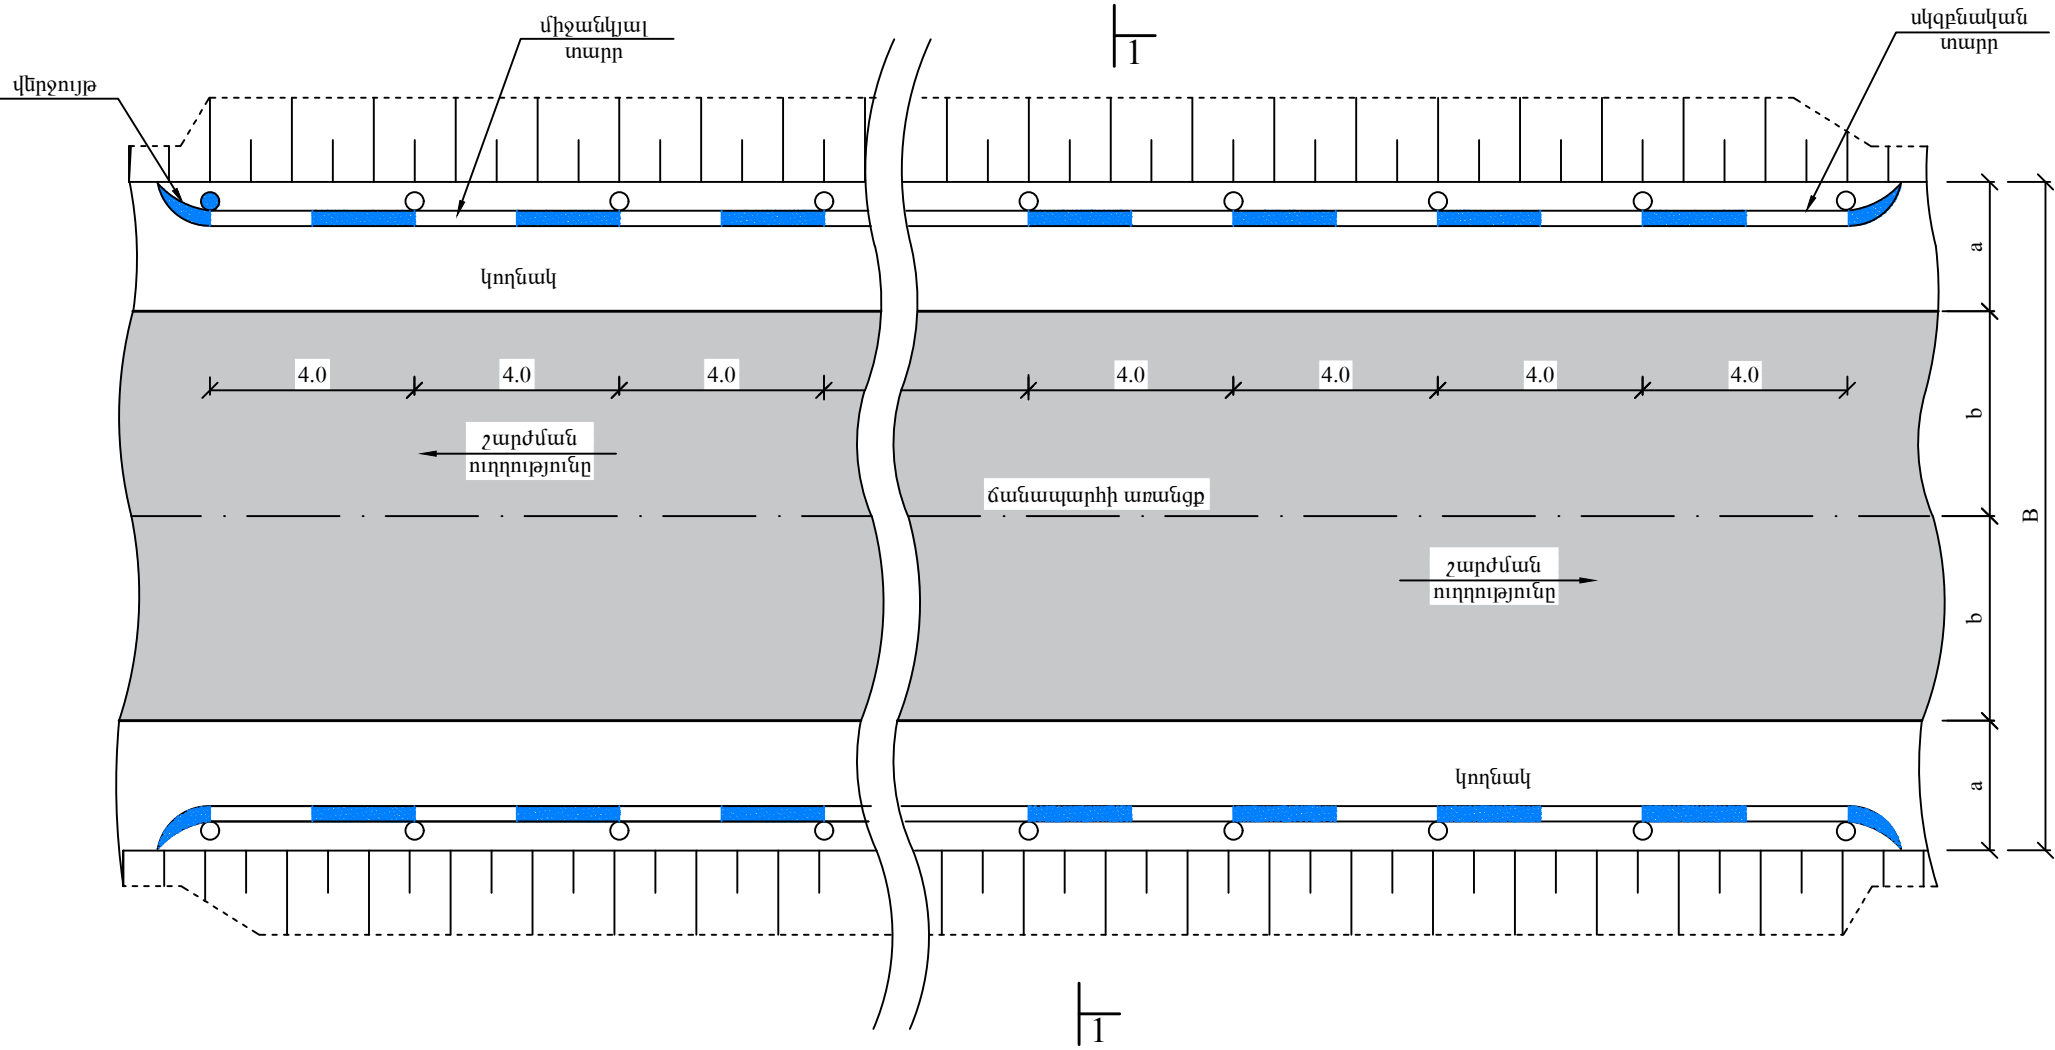 միջանկյալ
տարր
1
սկզբնական
տարր
վերջույթ
a
կողնակ
4.0
4.0
4.0
4.0
4.0
4.0
4.0
b
շարժման
ուղղությունը
ճանապարհի առանցք
B
շարժման
ուղղությունը
b
կողնակ
a
1